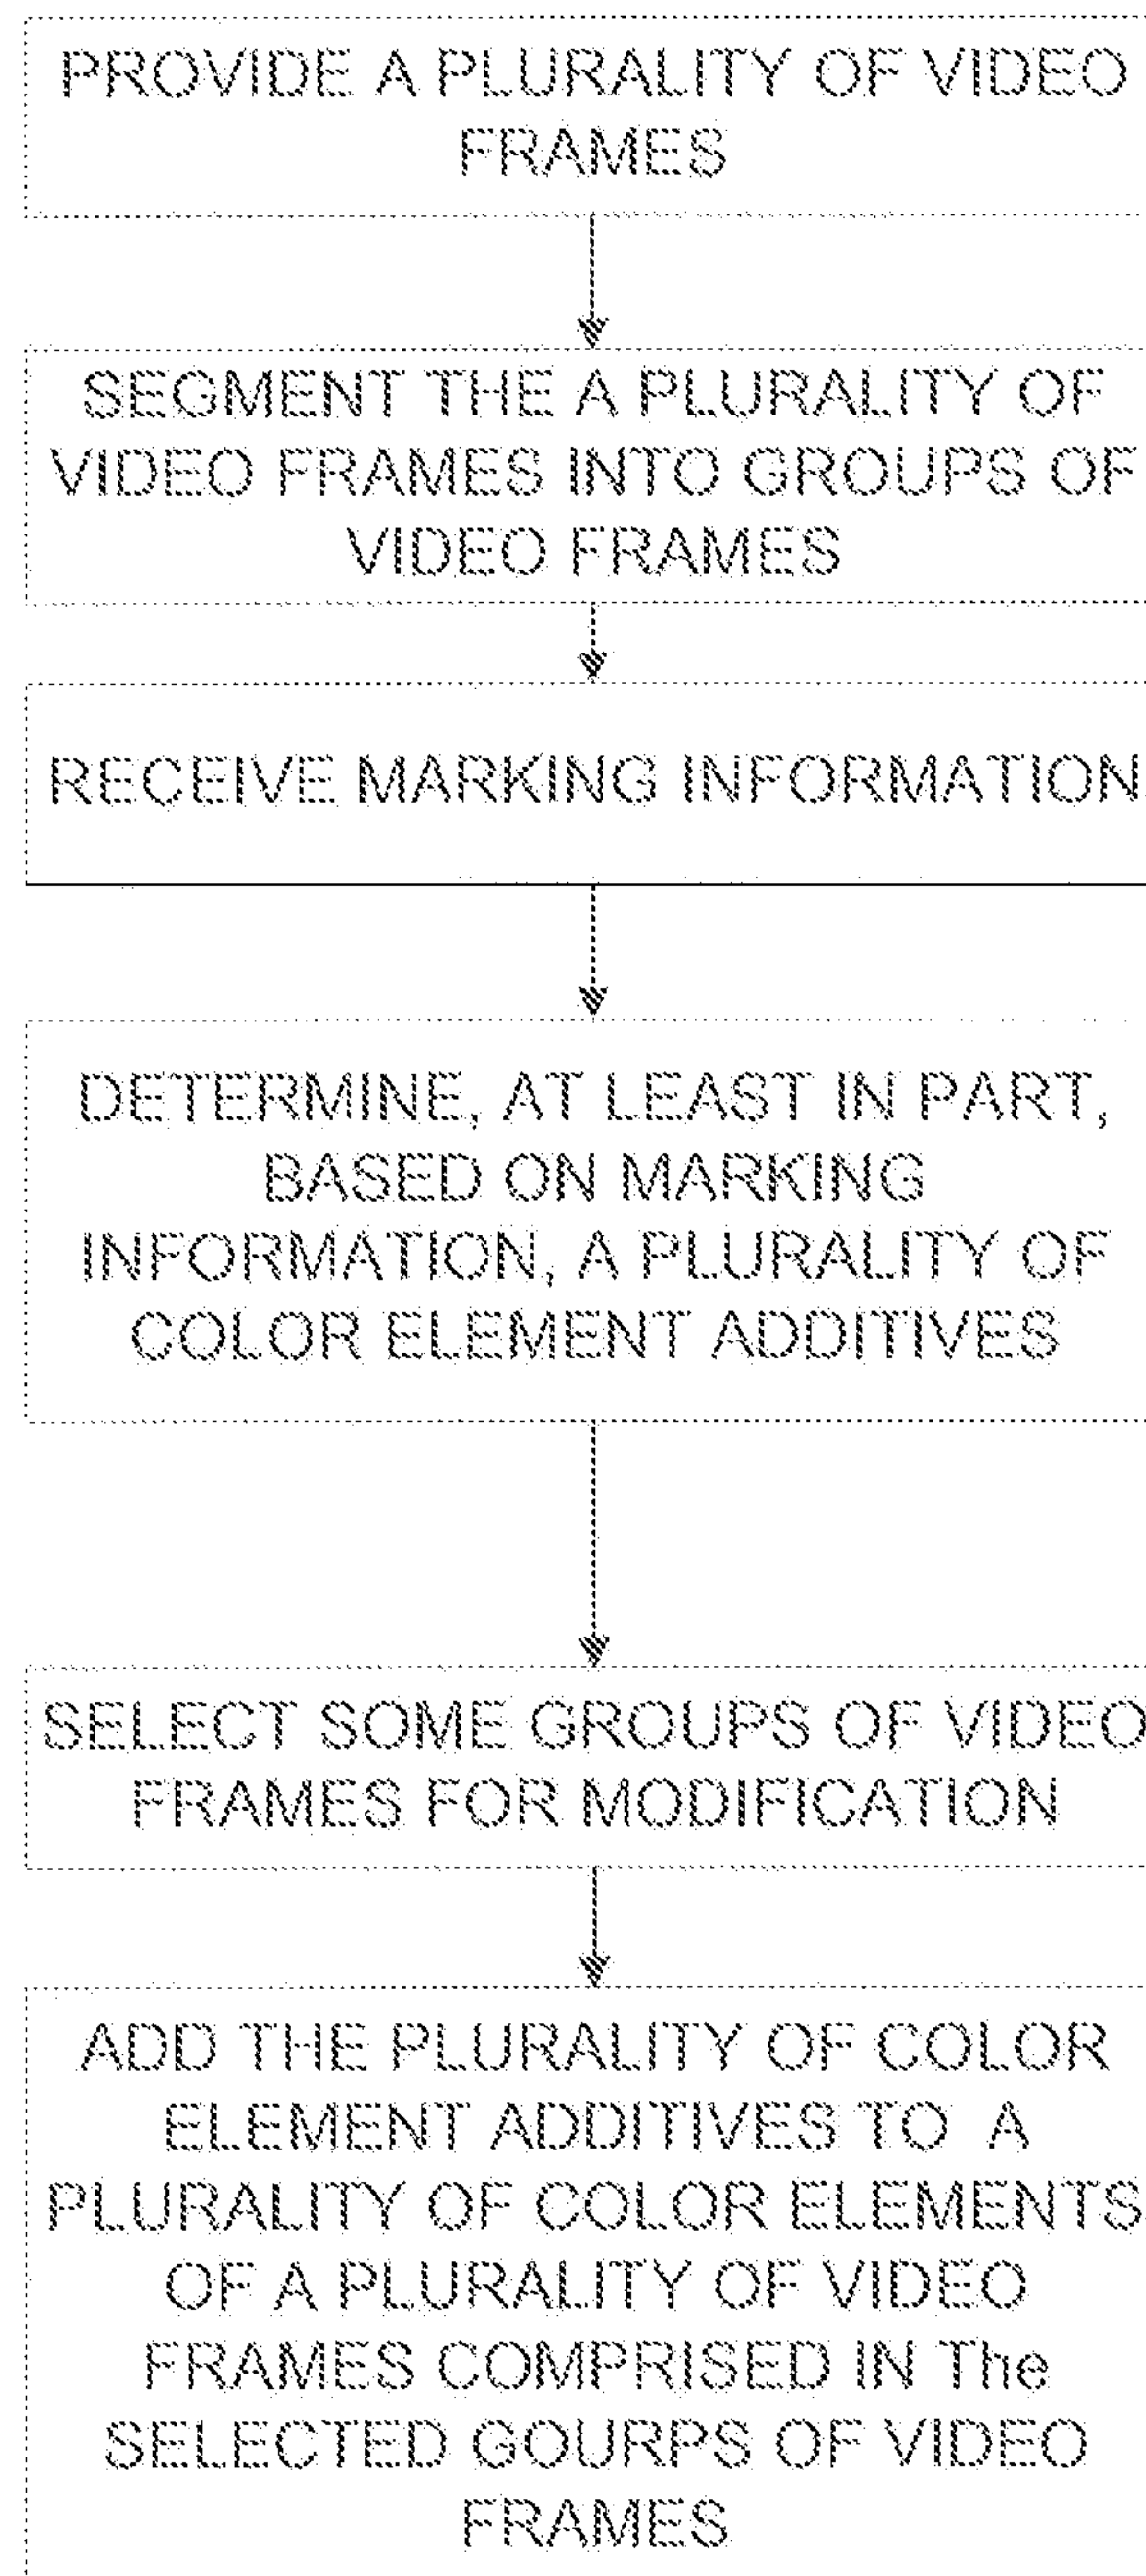 PROVIDE A PLURALITY OF VIDEO
FRAMES
SEGMENT THE A PLURALITY OF
VIDEO FRAMES INTO GROUPS OF
VIDEO FRAMES
RECEIVE MARKING INFORMATION
DETERMINE, AT LEAST IN PART,
BASED ON MARKING
INFORMATION, A PLURALITY OF
COLOR ELEMENT ADDITIVES
SELECT SOME GROUPS OF VIDEO
FRAMES FOR MODIFICATION
ADD THE PLURALITY OF COLOR
ELEMENT ADDITIVES TO A
PLURALITY OF COLOR ELEMENTS
OF A PLURALITY OF VIDEO
FRAMES COMPRISED IN The
SELECTED GOURPS OF VIDEO
FRAMES